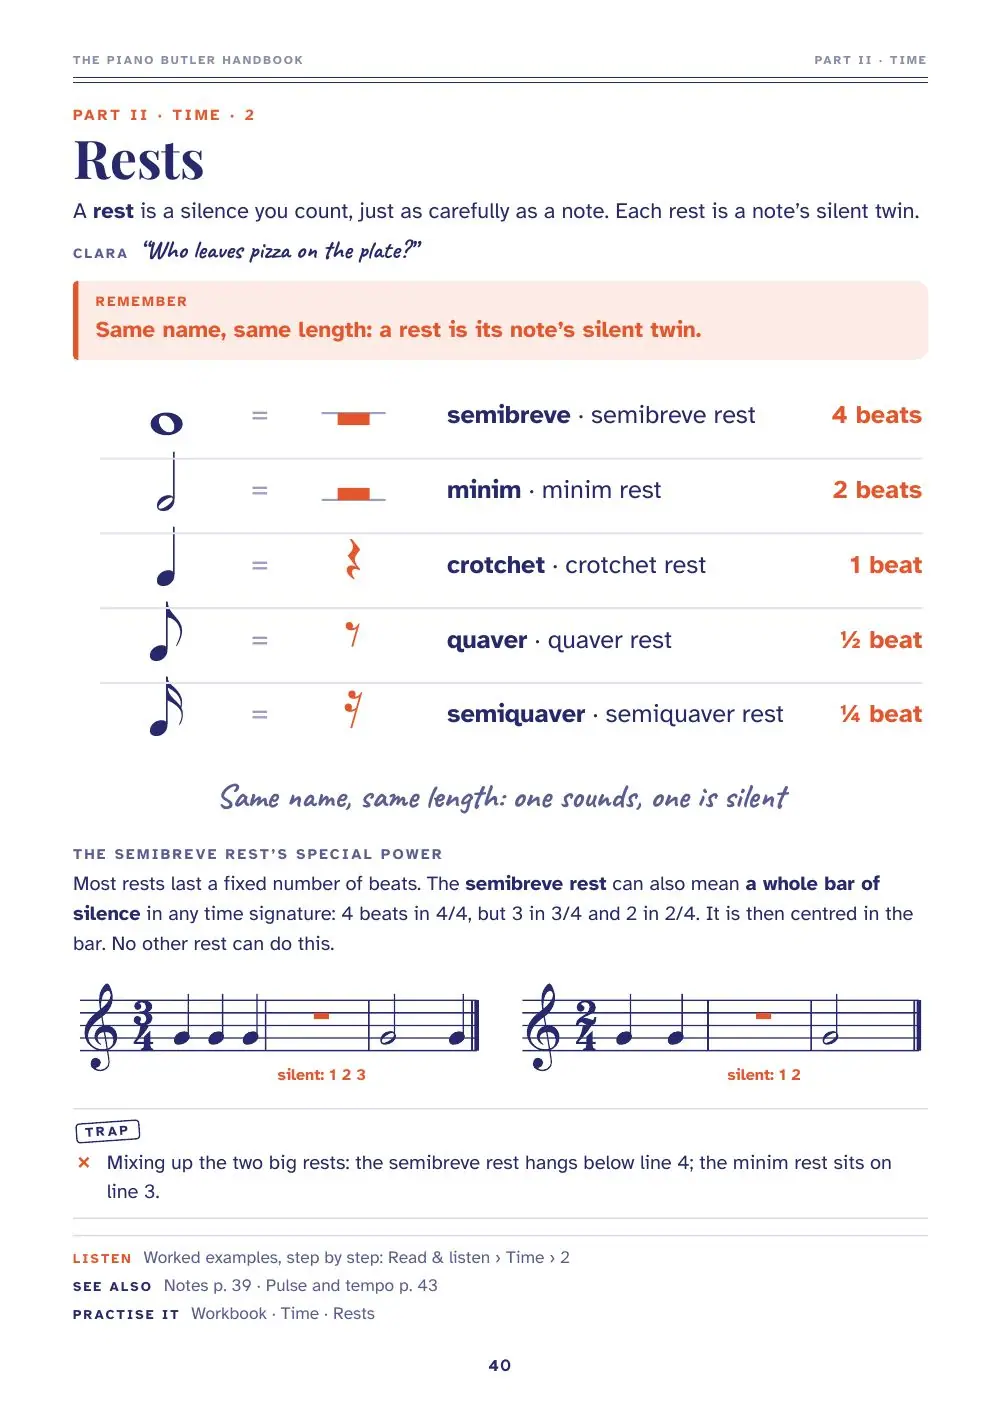 THE PIANO BUTLER HANDBOOK
PART II · TIME
PART II · TIME · 2
Rests
A rest is a silence you count, just as carefully as a note. Each rest is a note’s silent twin.
CLARA “Who leaves pizza on the plate?”
REMEMBER
Same name, same length: a rest is its note’s silent twin.
= semibreve · semibreve rest 4 beats
= minim · minim rest 2 beats
= crotchet · crotchet rest 1 beat
= quaver · quaver rest ½ beat
= semiquaver · semiquaver rest ¼ beat
Same name, same length: one sounds, one is silent
THE SEMIBREVE REST’S SPECIAL POWER
Most rests last a fixed number of beats. The semibreve rest can also mean a whole bar of
silence in any time signature: 4 beats in 4/4, but 3 in 3/4 and 2 in 2/4. It is then centred in the
bar. No other rest can do this.
3
4
silent: 1 2 3
2
4
silent: 1 2
TRAP
× Mixing up the two big rests: the semibreve rest hangs below line 4; the minim rest sits on
line 3.
LISTEN Worked examples, step by step: Read & listen › Time › 2
SEE ALSO Notes p. 39 · Pulse and tempo p. 43
PRACTISE IT Workbook · Time · Rests
40